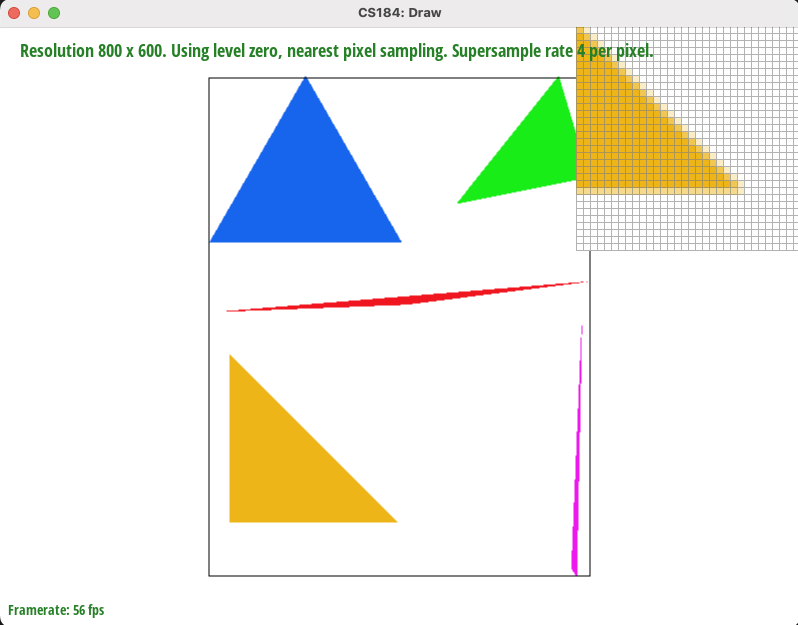 CS184: Draw
Resolution 800 x 600. Using level zero, nearest pixel sampling. Supersample rate 4 per pixel.
Framerate: 56 fps